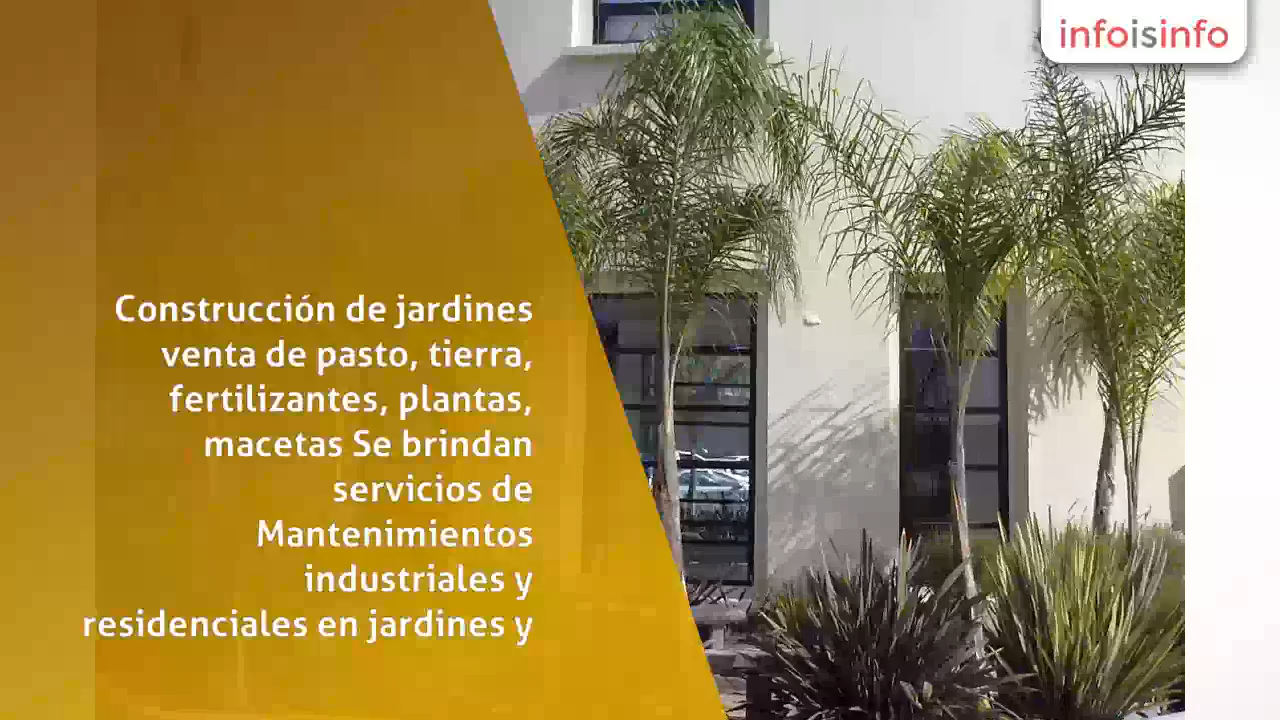 infoisinfo
Construcción de jardines
venta de pasto, tierra,
fertilizantes, plantas,
macetas Se brindan
servicios de
Mantenimientos
industriales y
residenciales en jardines y